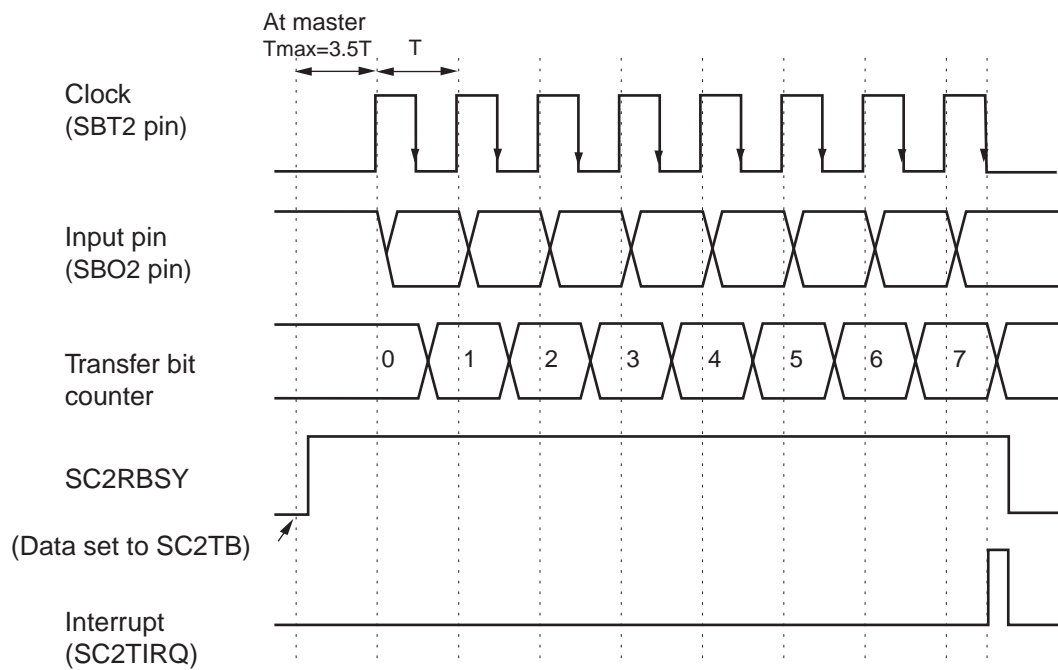 At master
Tmax=3.5T
T
Clock
(SBT2 pin)
Input pin
(SBO2 pin)
Transfer bit
counter
0 1 2 3 4 5 6 7
SC2RBSY
(Data set to SC2TB)
Interrupt
(SC2TIRQ)